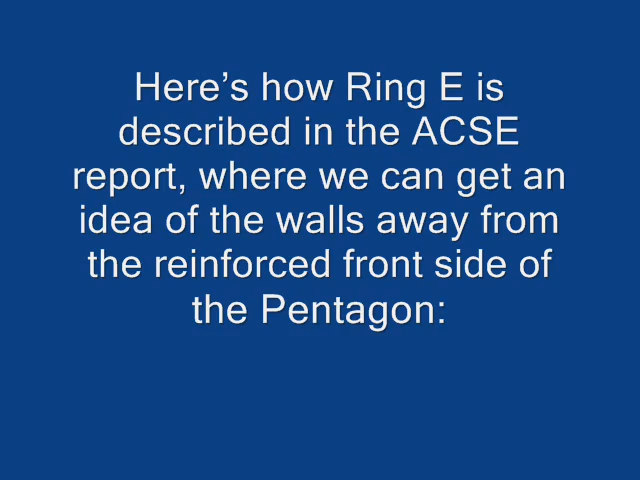 Here’s how Ring E is
described in the ACSE
report, where we can get an
idea of the walls away from
the reinforced front side of
the Pentagon: